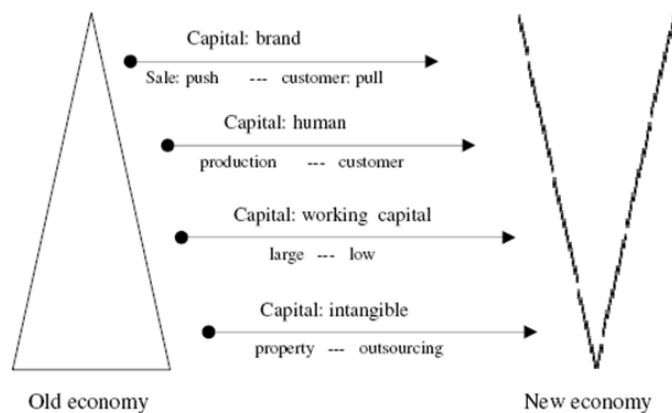 Capital: brand
Sale: push --- customer: pull
Capital: human
production --- customer
Capital: working capital
large --- low
Capital: intangible
property --- outsourcing
Old economy
New economy